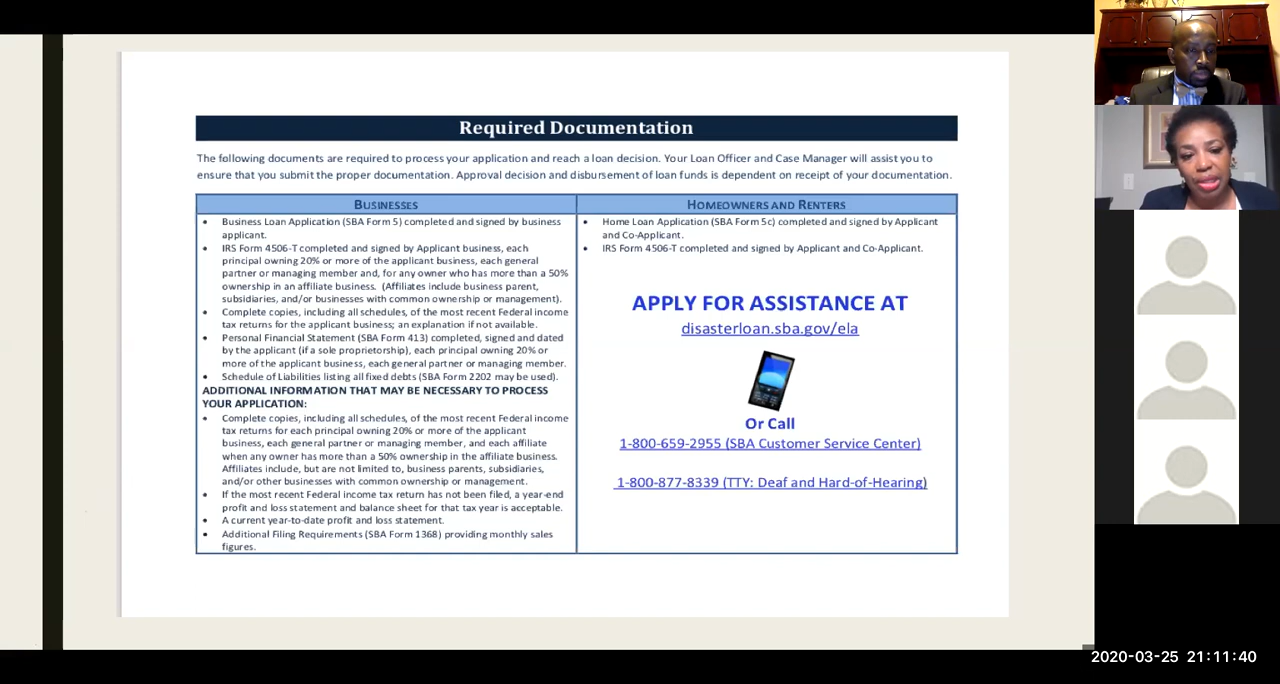 Required Documentation
The following documents are required to process your application and reach a loan decision. Your Loan Officer and Case Manager will assist you to
ensure that you submit the proper documentation. Approval decision and disbursement of loan funds is dependent on receipt of your documentation.
BUSINESSES
• Business Loan Application (SBA Form 5) completed and signed by business
applicant.
• IRS Form 4506-T completed and signed by Applicant business, each
principal owning 20% or more of the applicant business, each general
partner or managing member and, for any owner who has more than a 50%
ownership in an affiliate business. (Affiliates include business parent,
subsidiaries, and/or businesses with common ownership or management).
• Complete copies, including all schedules, of the most recent Federal income
tax returns for the applicant business; an explanation if not available.
• Personal Financial Statement (SBA Form 413) completed, signed and dated
by the applicant (if a sole proprietorship), each principal owning 20% or
more of the applicant business, each general partner or managing member.
• Schedule of Liabilities listing all fixed debts (SBA Form 2202 may be used).
ADDITIONAL INFORMATION THAT MAY BE NECESSARY TO PROCESS
YOUR APPLICATION:
• Complete copies, including all schedules, of the most recent Federal income
tax returns for each principal owning 20% or more of the applicant
business, each general partner or managing member, and each affiliate
when any owner has more than a 50% ownership in the affiliate business.
Affiliates include, but are not limited to, business parents, subsidiaries,
and/or other businesses with common ownership or management.
• If the most recent Federal income tax return has not been filed, a year-end
profit and loss statement and balance sheet for that tax year is acceptable.
• A current year-to-date profit and loss statement.
• Additional Filing Requirements (SBA Form 1368) providing monthly sales
figures.
HOMEOWNERS AND RENTERS
• Home Loan Application (SBA Form 5c) completed and signed by Applicant
and Co-Applicant.
• IRS Form 4506-T completed and signed by Applicant and Co-Applicant.
APPLY FOR ASSISTANCE AT
disasterloan.sba.gov/ela
Or Call
1-800-659-2955 (SBA Customer Service Center)
1-800-877-8339 (TTY: Deaf and Hard-of-Hearing)
2020-03-25 21:11:40